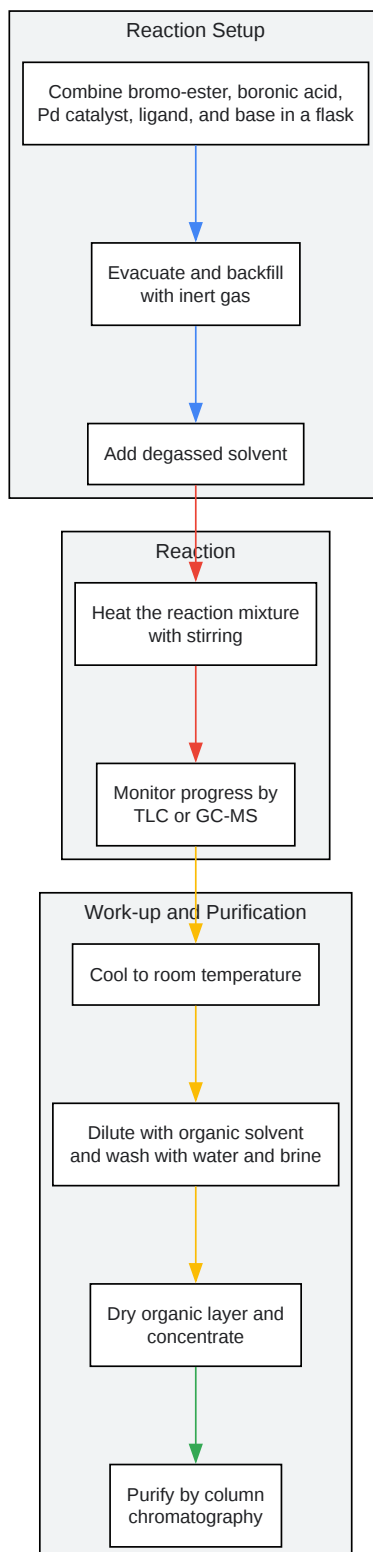 Reaction Setup
Combine bromo-ester, boronic acid,
Pd catalyst, ligand, and base in a flask
Evacuate and backfill
with inert gas
Add degassed solvent
Reaction
Heat the reaction mixture
with stirring
Monitor progress by
TLC or GC-MS
Work-up and Purification
Cool to room temperature
Dilute with organic solvent
and wash with water and brine
Dry organic layer and
concentrate
Purify by column
chromatography